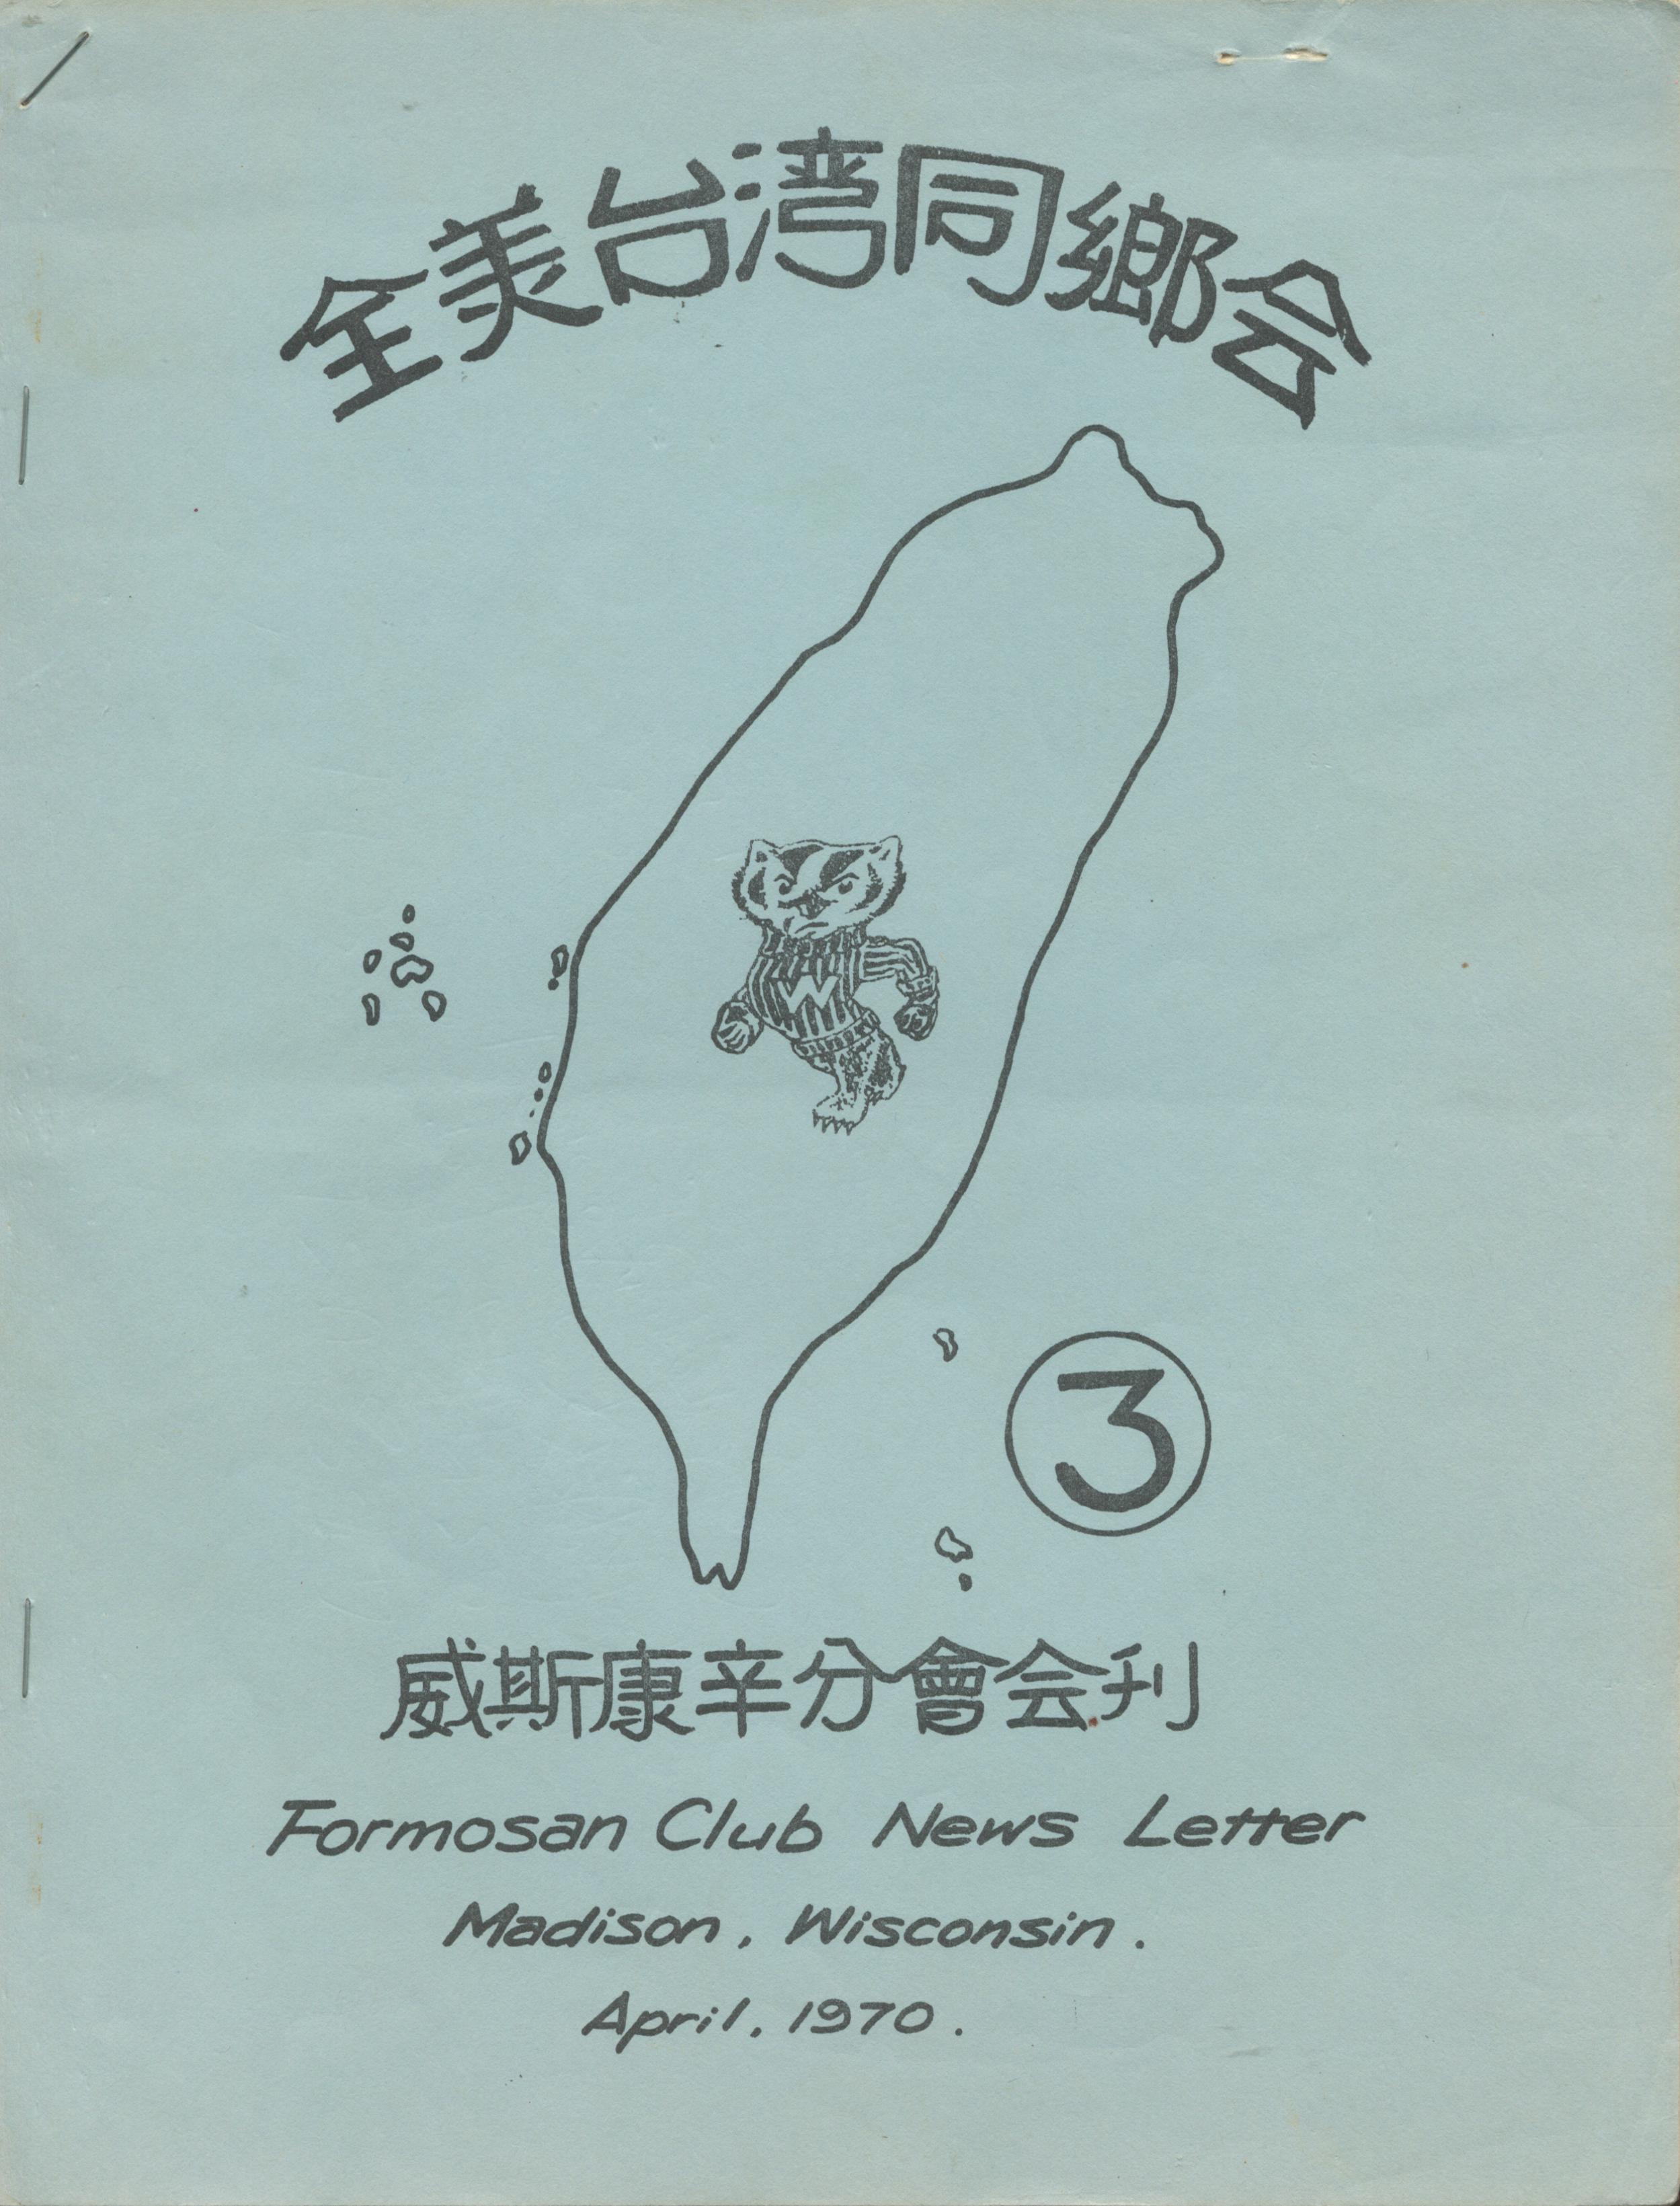 全美台湾同鄉会
W
3
威斯康辛分會会刊
Formosan Club News Letter
Madison, Wisconsin.
April, 1970.